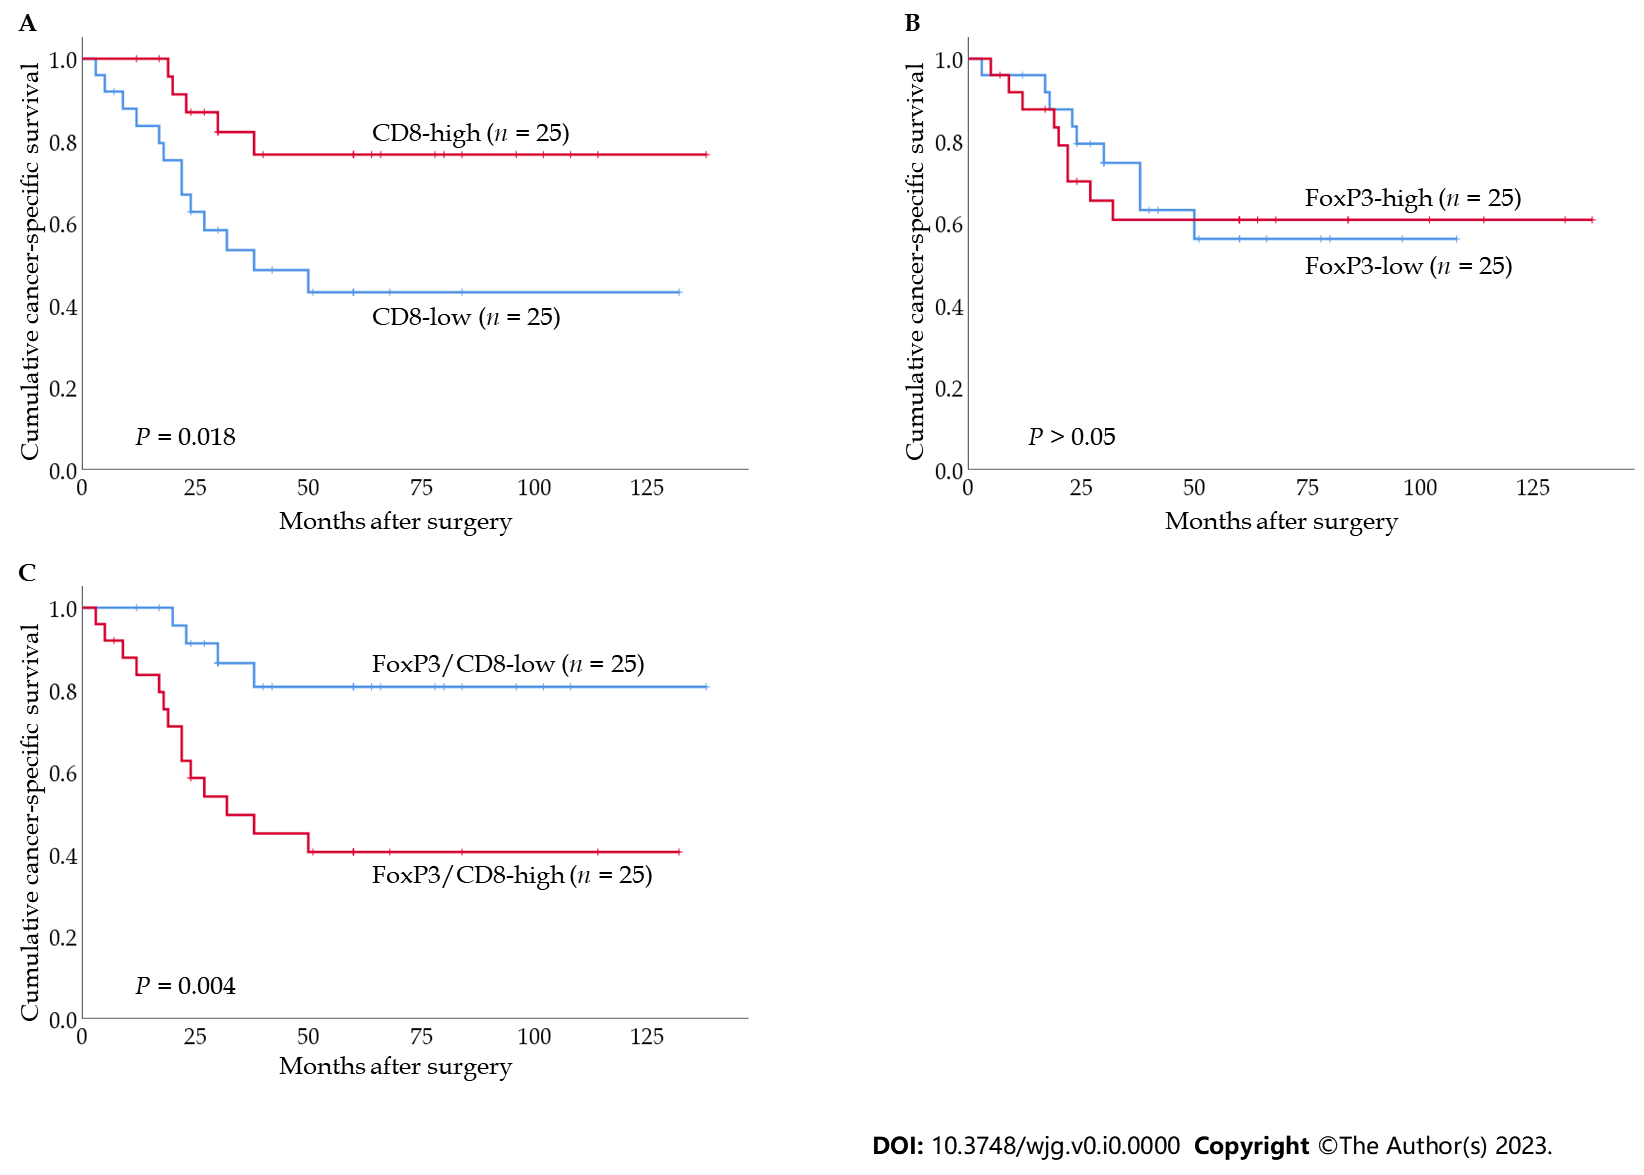 A
Cumulative cancer-specific survival
1.0
0.8
0.6
0.4
0.2
0.0
CD8-high (n = 25)
CD8-low (n = 25)
P = 0.018
0 25 50 75 100 125
Months after surgery
B
Cumulative cancer-specific survival
1.0
0.8
0.6
0.4
0.2
0.0
FoxP3-high (n = 25)
FoxP3-low (n = 25)
P > 0.05
0 25 50 75 100 125
Months after surgery
C
Cumulative cancer-specific survival
1.0
0.8
0.6
0.4
0.2
0.0
FoxP3/CD8-low (n = 25)
FoxP3/CD8-high (n = 25)
P = 0.004
0 25 50 75 100 125
Months after surgery
DOI: 10.3748/wjg.v0.i0.0000 Copyright ©The Author(s) 2023.